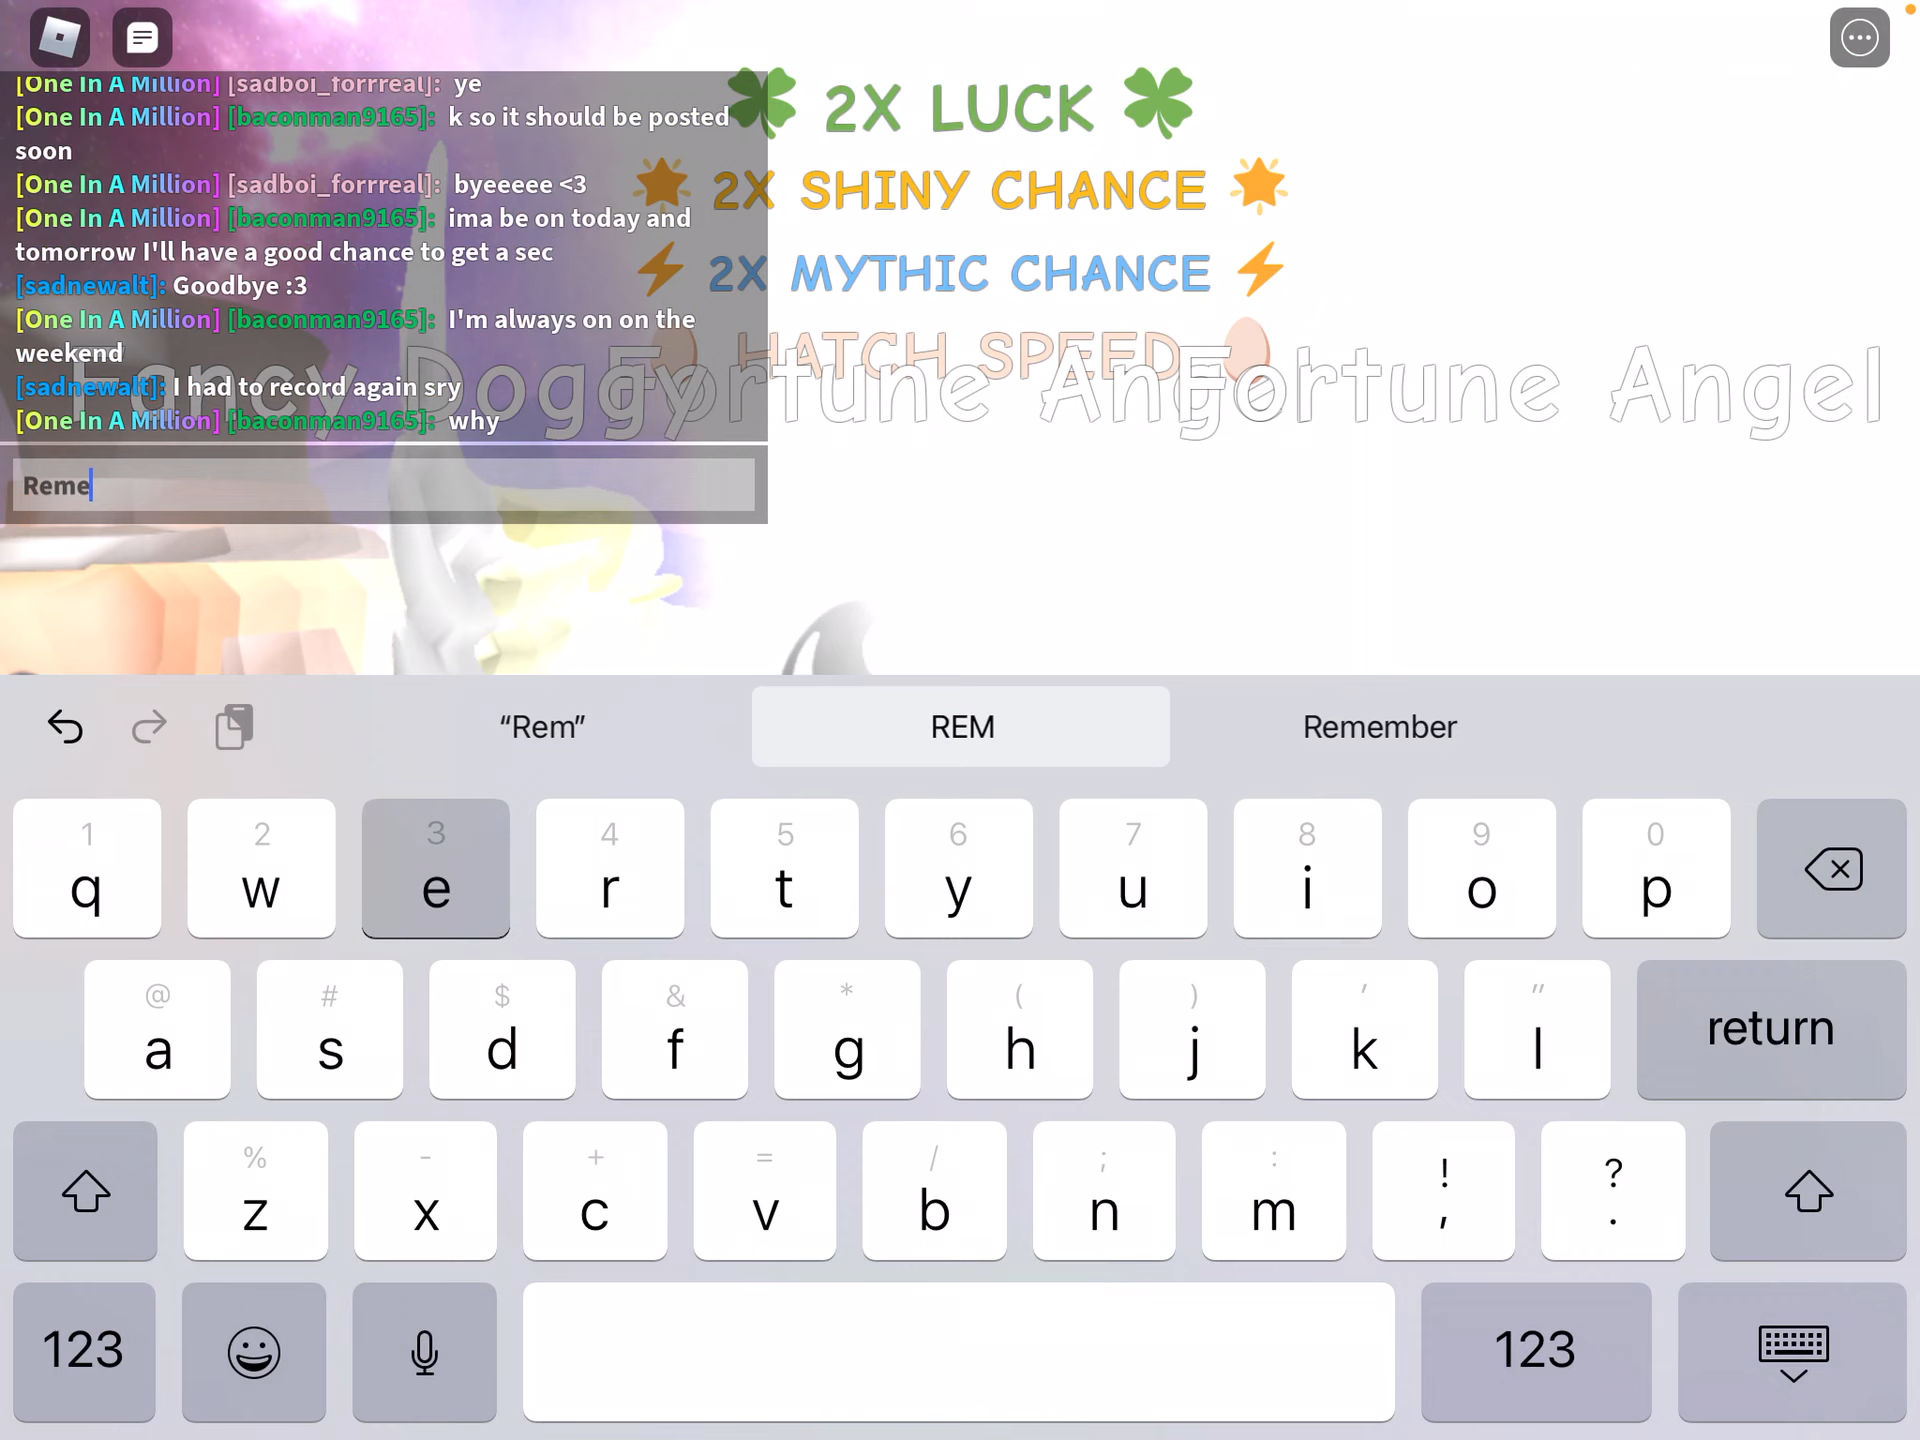 [One In A Million] [sadboi_forrreal]: ye
[One In A Million] [baconman9165]: k so it should be posted
soon
[One In A Million] [sadboi_forrreal]: byeeeee <3
[One In A Million] [baconman9165]: ima be on today and
tomorrow I'll have a good chance to get a sec
[sadnewalt]: Goodbye :3
[One In A Million] [baconman9165]: I'm always on on the
weekend
[sadnewalt]: I had to record again sry
[One In A Million] [baconman9165]: why
Reme
2X LUCK
2X SHINY CHANCE
2X MYTHIC CHANCE
HATCH SPEED
Fancy Doggy
Fortune Angel
Fortune Angel
“Rem” REM Remember
1 2 3 4 5 6 7 8 9 0
q w e r t y u i o p
@ # $ & * ( ) ' "
a s d f g h j k l return
% - + = / ; : ! ?
z x c v b n m , .
123 123